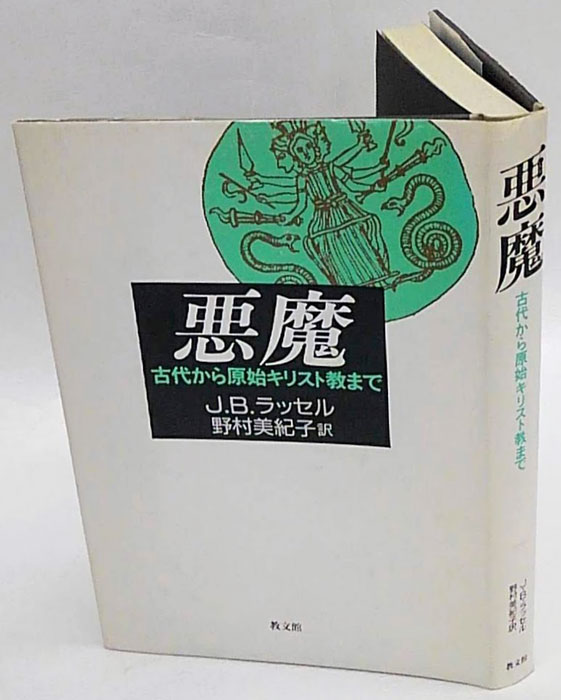 悪魔
古代から原始キリスト教まで
J.B.ラッセル
野村美紀子訳
教文館
悪魔
古代から原始キリスト教まで
J.B.ラッセル
野村美紀子訳
教文館